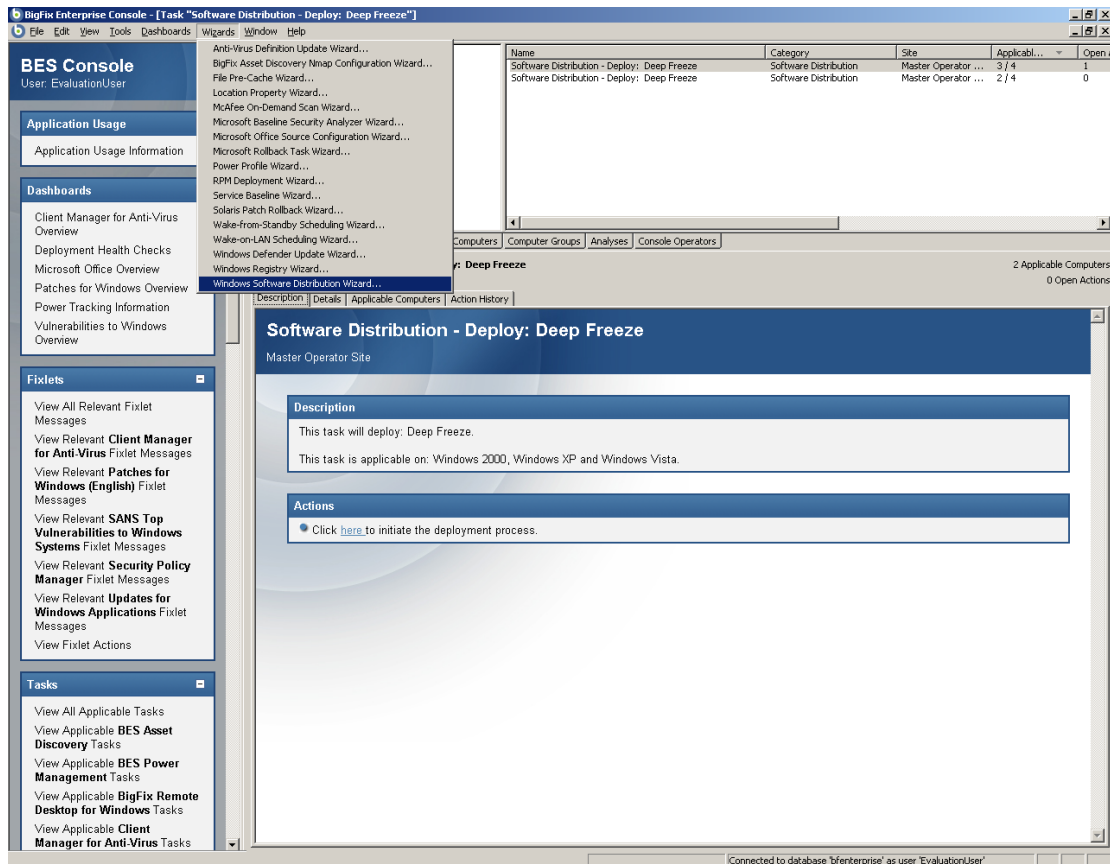 BigFix Enterprise Console - [Task "Software Distribution - Deploy: Deep Freeze"]
File Edit View Tools Dashboards Wizards Window Help
BES Console
User: EvaluationUser
Application Usage
Application Usage Information
Dashboards
Client Manager for Anti-Virus
Overview
Deployment Health Checks
Microsoft Office Overview
Patches for Windows Overview
Power Tracking Information
Vulnerabilities to Windows
Overview
Fixlets
View All Relevant Fixlet
Messages
View Relevant Client Manager
for Anti-Virus Fixlet Messages
View Relevant Patches for
Windows (English) Fixlet
Messages
View Relevant SANS Top
Vulnerabilities to Windows
Systems Fixlet Messages
View Relevant Security Policy
Manager Fixlet Messages
View Relevant Updates for
Windows Applications Fixlet
Messages
View Fixlet Actions
Tasks
View All Applicable Tasks
View Applicable BES Asset
Discovery Tasks
View Applicable BES Power
Management Tasks
View Applicable BigFix Remote
Desktop for Windows Tasks
View Applicable Client
Manager for Anti-Virus Tasks
Anti-Virus Definition Update Wizard...
BigFix Asset Discovery Nmap Configuration Wizard...
File Pre-Cache Wizard...
Location Property Wizard...
McAfee On-Demand Scan Wizard...
Microsoft Baseline Security Analyzer Wizard...
Microsoft Office Source Configuration Wizard...
Microsoft Rollback Task Wizard...
Power Profile Wizard...
RPM Deployment Wizard...
Service Baseline Wizard...
Solaris Patch Rollback Wizard...
Wake-from-Standby Scheduling Wizard...
Wake-on-LAN Scheduling Wizard...
Windows Defender Update Wizard...
Windows Registry Wizard...
Windows Software Distribution Wizard...
Name Category Site Applicabl... Open
Software Distribution - Deploy: Deep Freeze Software Distribution Master Operator ... 3 / 4 1
Software Distribution - Deploy: Deep Freeze Software Distribution Master Operator ... 2 / 4 0
Computers Computer Groups Analyses Console Operators
y: Deep Freeze 2 Applicable Computers
0 Open Actions
Description Details Applicable Computers Action History
Software Distribution - Deploy: Deep Freeze
Master Operator Site
Description
This task will deploy: Deep Freeze.
This task is applicable on: Windows 2000, Windows XP and Windows Vista.
Actions
Click here to initiate the deployment process.
Connected to database 'bfenterprise' as user 'EvaluationUser'